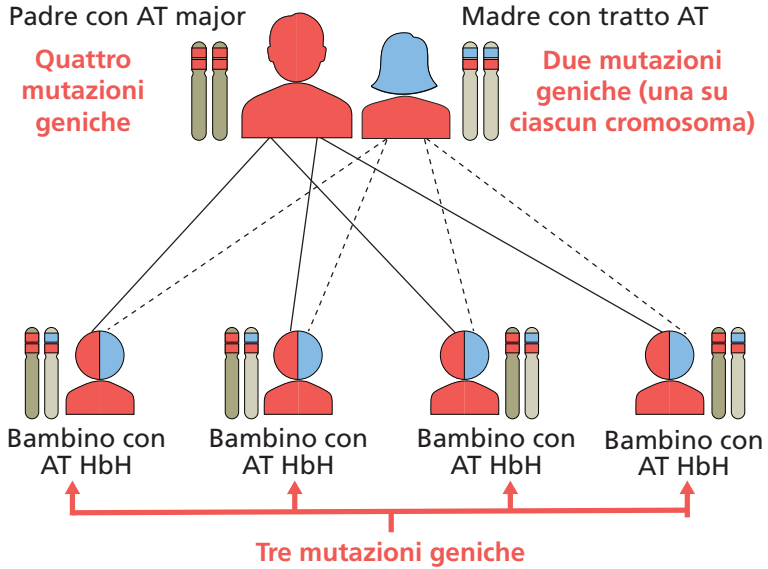 Padre con AT major
Madre con tratto AT
Quattro
mutazioni
geniche
Due mutazioni
geniche (una su
ciascun cromosoma)
Bambino con
AT HbH
Bambino con
AT HbH
Bambino con
AT HbH
Bambino con
AT HbH
Tre mutazioni geniche